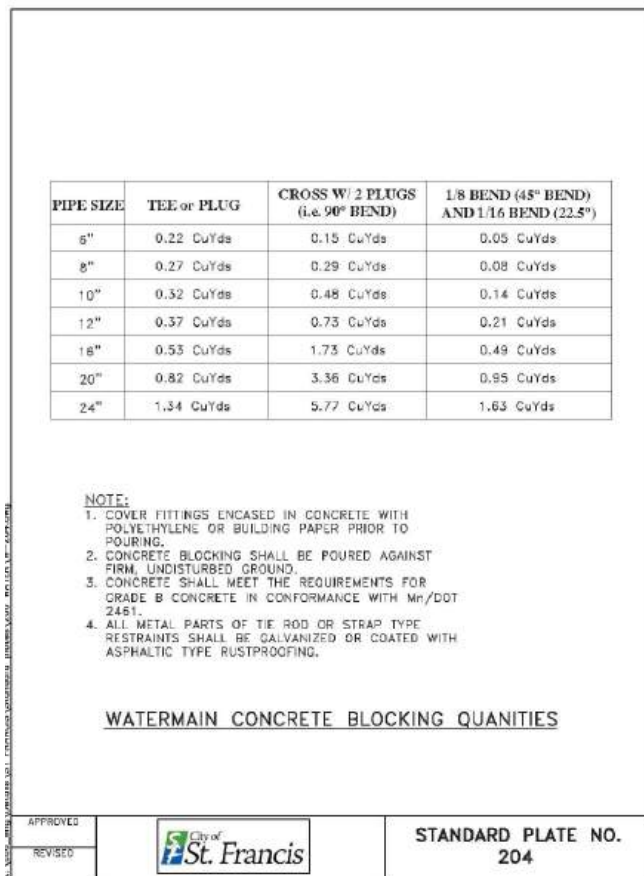 PIPE SIZE TEE or PLUG CROSS W/ 2 PLUGS (i.e. 90° BEND) 1/8 BEND (45° BEND) AND 1/16 BEND (22.5°)
6" 0.22 CuYds 0.15 CuYds 0.05 CuYds
8" 0.27 CuYds 0.29 CuYds 0.08 CuYds
10" 0.32 CuYds 0.48 CuYds 0.14 CuYds
12" 0.37 CuYds 0.73 CuYds 0.21 CuYds
0.53 CuYds 1.73 CuYds 0.49 CuYds
20" 0.82 CuYds 3.36 CuYds 0.95 CuYds
24" 1.34 CuYds 5.77 CuYds 1.63 CuYds
NOTE:
1. COVER FITTINGS ENCASED IN CONCRETE WITH
POLYETHYLENE OR BUILDING PAPER PRIOR TO
POURING.
2. CONCRETE BLOCKING SHALL BE POURED AGAINST
FIRM, UNDISTURBED GROUND.
3. CONCRETE SHALL MEET THE REQUIREMENTS FOR
GRADE B CONCRETE IN CONFORMANCE WITH Mn/DOT
2461.
4. ALL METAL PARTS OF TIE ROD OR STRAP TYPE
RESTRAINTS SHALL BE GALVANIZED OR COATED WITH
ASPHALTIC TYPE RUSTPROOFING.
WATERMAIN CONCRETE BLOCKING QUANITIES
APPROVED
REVISED
City of
St. Francis
STANDARD PLATE NO.
204